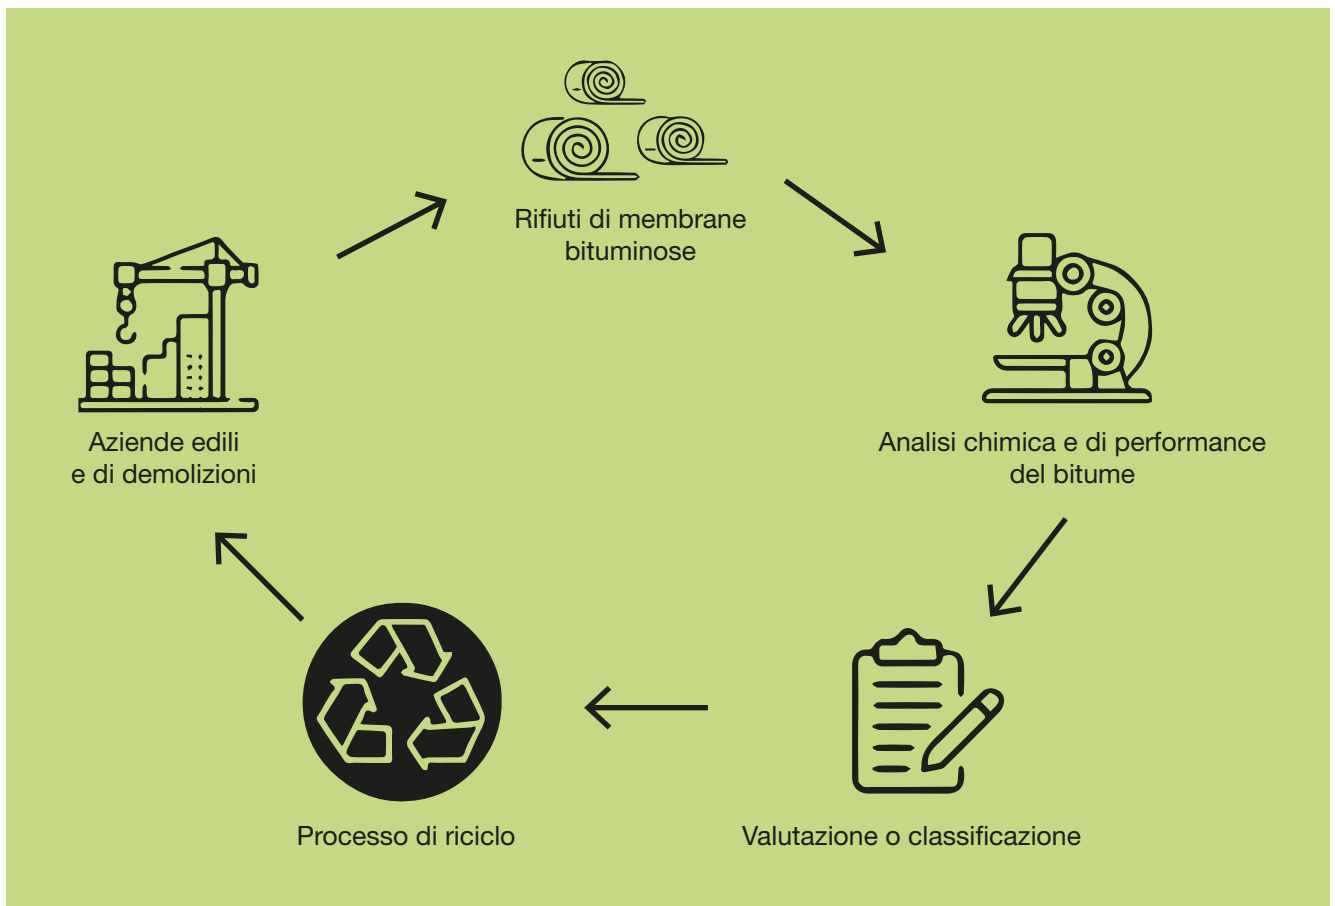 Rifiuti di membrane
bituminose
Aziende edili
e di demolizioni
Analisi chimica e di performance
del bitume
Processo di riciclo
Valutazione o classificazione